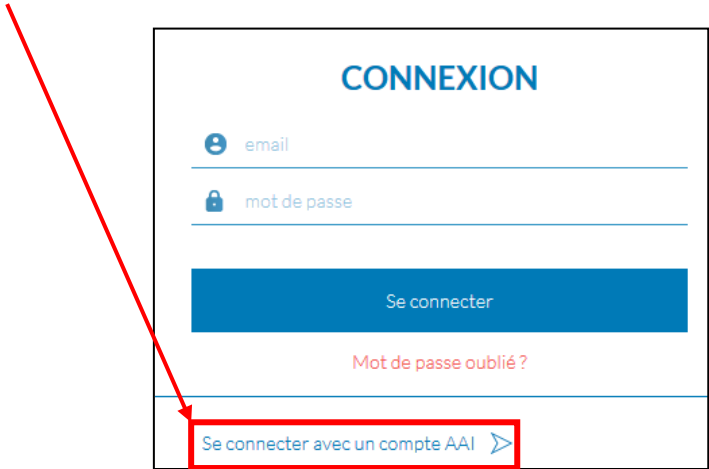 CONNEXION
email
mot de passe
Se connecter
Mot de passe oublié ?
Se connecter avec un compte AAI